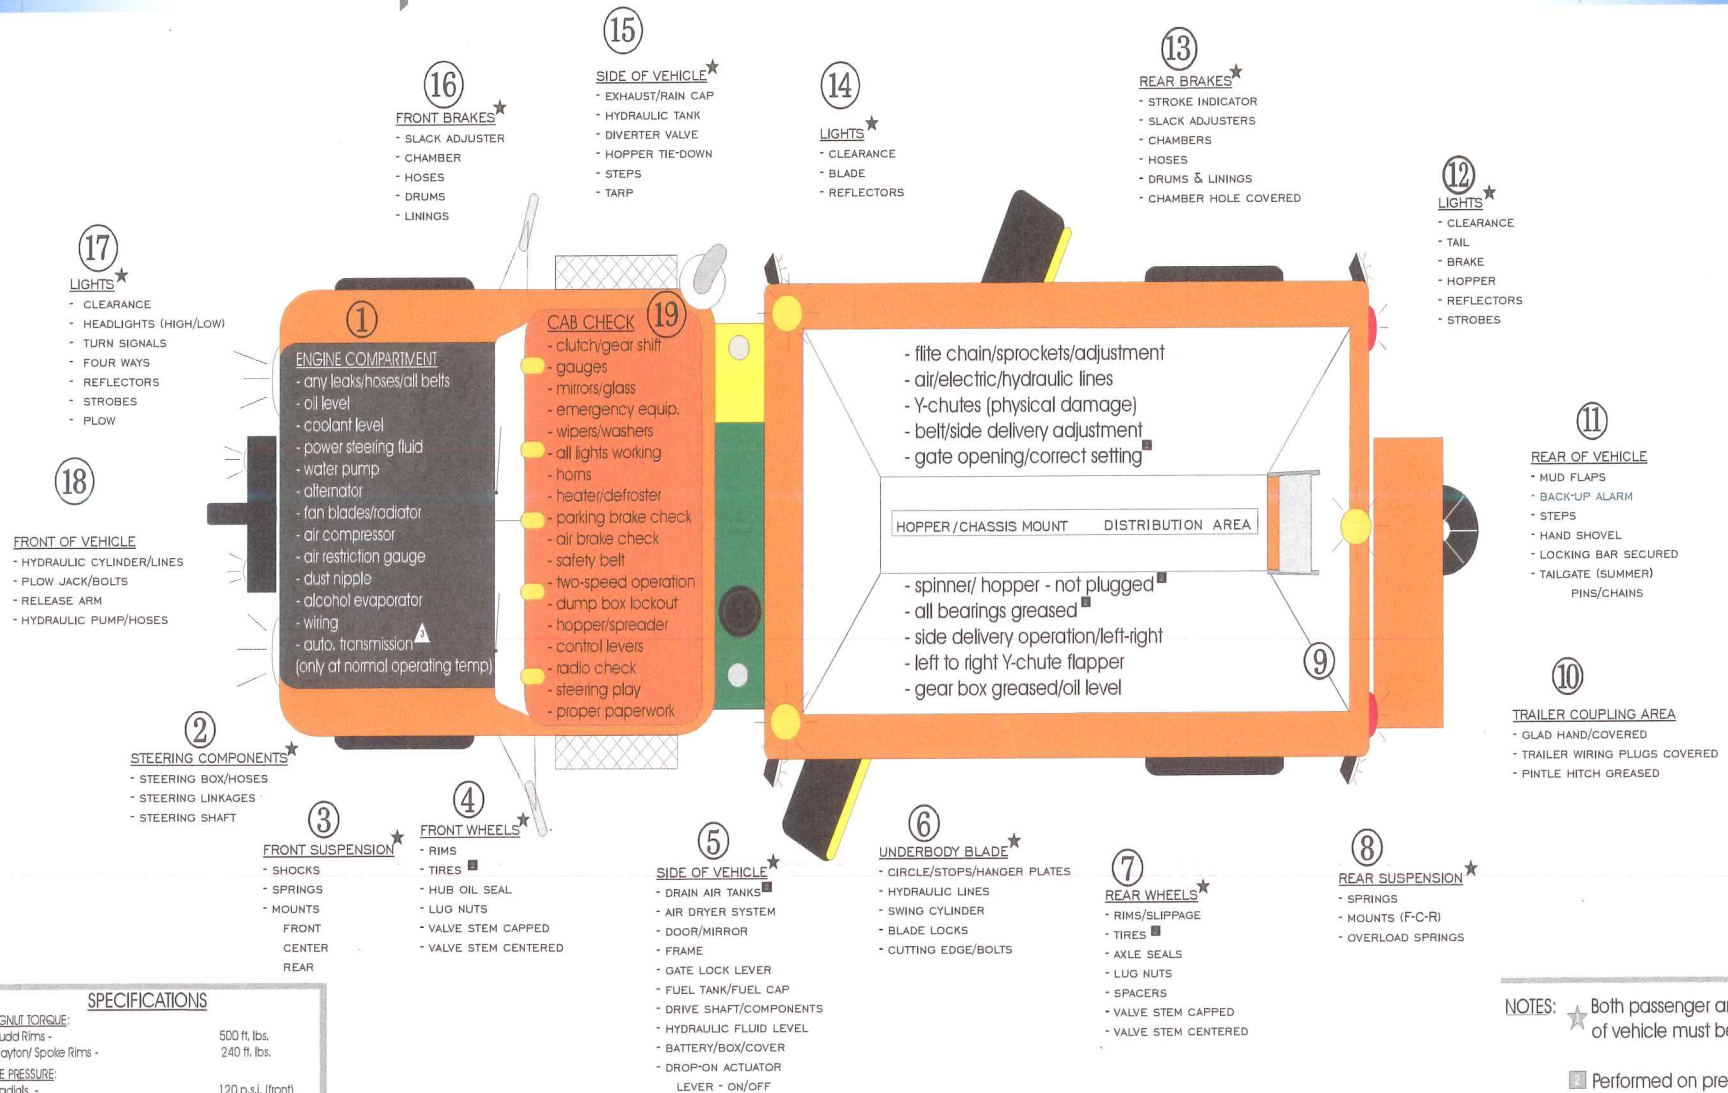 15
SIDE OF VEHICLE
- EXHAUST/RAIN CAP
- HYDRAULIC TANK
- DIVERTER VALVE
- HOPPER TIE-DOWN
- STEPS
- TARP
13
REAR BRAKES
- STROKE INDICATOR
- SLACK ADJUSTERS
- CHAMBERS
- HOSES
- DRUMS & LININGS
- CHAMBER HOLE COVERED
16
FRONT BRAKES
- SLACK ADJUSTER
- CHAMBER
- HOSES
- DRUMS
- LININGS
14
LIGHTS
- CLEARANCE
- BLADE
- REFLECTORS
12
LIGHTS
- CLEARANCE
- TAIL
- BRAKE
- HOPPER
- REFLECTORS
- STROBES
17
LIGHTS
- CLEARANCE
- HEADLIGHTS (HIGH/LOW)
- TURN SIGNALS
- FOUR WAYS
- REFLECTORS
- STROBES
- PLOW
1
ENGINE COMPARTMENT
- any leaks/hoses/all belts
- oil level
- coolant level
- power steering fluid
- water pump
- alternator
- fan blades/radiator
- air compressor
- air restriction gauge
- dust nipple
- alcohol evaporator
- wiring
- auto. transmission 3
(only at normal operating temp)
CAB CHECK 19
- clutch/gear shift
- gauges
- mirrors/glass
- emergency equip.
- wipers/washers
- all lights working
- horns
- heater/defroster
- parking brake check
- air brake check
- safety belt
- two-speed operation
- dump box lockout
- hopper/spreader
- control levers
- radio check
- steering play
- proper paperwork
- flite chain/sprockets/adjustment
- air/electric/hydraulic lines
- Y-chutes (physical damage)
- belt/side delivery adjustment
- gate opening/correct setting 2
HOPPER/CHASSIS MOUNT DISTRIBUTION AREA
- spinner/ hopper - not plugged 2
- all bearings greased 2
- side delivery operation/left-right
- left to right Y-chute flapper
- gear box greased/oil level
9
11
REAR OF VEHICLE
- MUD FLAPS
- BACK-UP ALARM
- STEPS
- HAND SHOVEL
- LOCKING BAR SECURED
- TAILGATE (SUMMER)
PINS/CHAINS
18
FRONT OF VEHICLE
- HYDRAULIC CYLINDER/LINES
- PLOW JACK/BOLTS
- RELEASE ARM
- HYDRAULIC PUMP/HOSES
10
TRAILER COUPLING AREA
- GLAD HAND/COVERED
- TRAILER WIRING PLUGS COVERED
- PINTLE HITCH GREASED
2
STEERING COMPONENTS
- STEERING BOX/HOSES
- STEERING LINKAGES
- STEERING SHAFT
3
FRONT SUSPENSION
- SHOCKS
- SPRINGS
- MOUNTS
FRONT
CENTER
REAR
4
FRONT WHEELS
- RIMS
- TIRES 2
- HUB OIL SEAL
- LUG NUTS
- VALVE STEM CAPPED
- VALVE STEM CENTERED
5
SIDE OF VEHICLE
- DRAIN AIR TANKS 2
- AIR DRYER SYSTEM
- DOOR/MIRROR
- FRAME
- GATE LOCK LEVER
- FUEL TANK/FUEL CAP
- DRIVE SHAFT/COMPONENTS
- HYDRAULIC FLUID LEVEL
- BATTERY/BOX/COVER
- DROP-ON ACTUATOR
LEVER - ON/OFF
6
UNDERBODY BLADE
- CIRCLE/STOPS/HANGER PLATES
- HYDRAULIC LINES
- SWING CYLINDER
- BLADE LOCKS
- CUTTING EDGE/BOLTS
7
REAR WHEELS
- RIMS/SLIPPAGE
- TIRES 2
- AXLE SEALS
- LUG NUTS
- SPACERS
- VALVE STEM CAPPED
- VALVE STEM CENTERED
8
REAR SUSPENSION
- SPRINGS
- MOUNTS (F-C-R)
- OVERLOAD SPRINGS
SPECIFICATIONS
GNUT TORQUE:
udd Rims - 500 ft. lbs.
ayton/ Spoke Rims - 240 ft. lbs.
E PRESSURE:
adials - 120 p.s.i. (front)
NOTES: 1 Both passenger a
of vehicle must b
2 Performed on pre